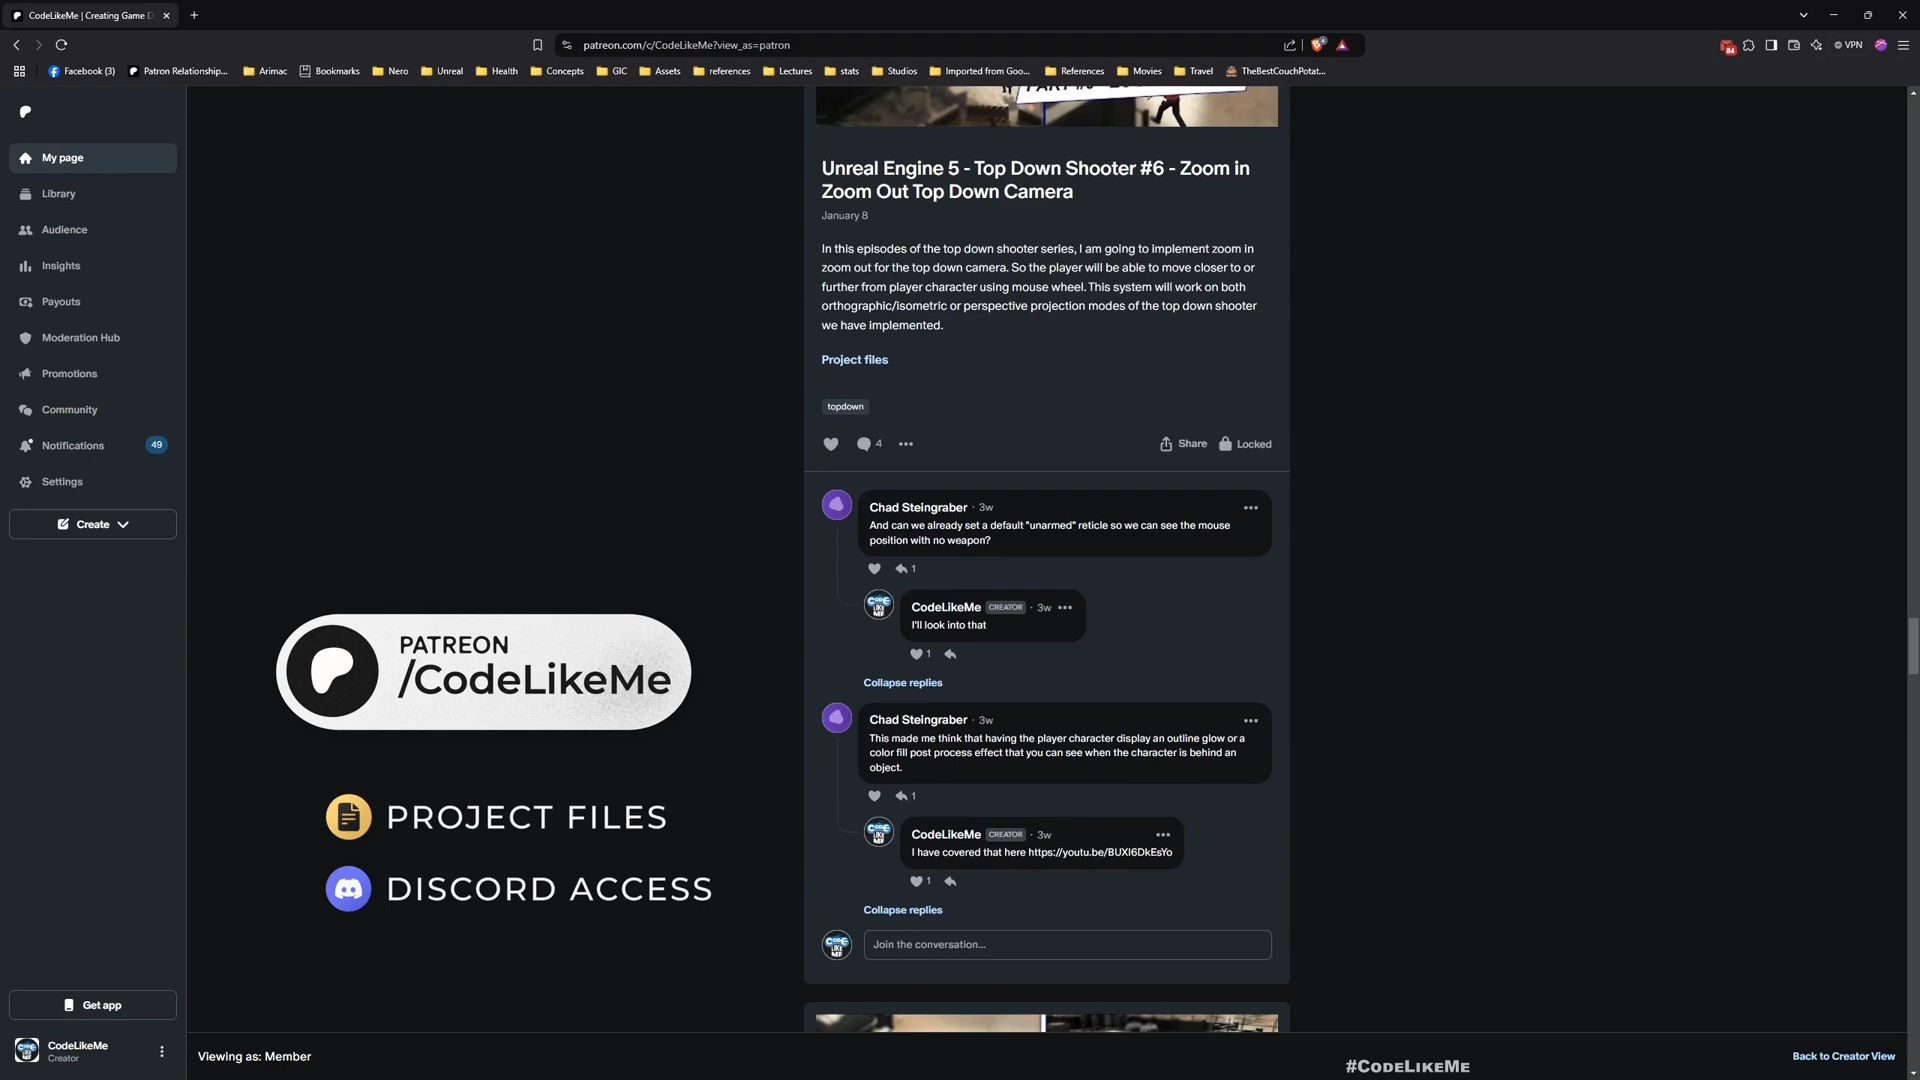 CodeLikeMe | Creating Game D
patreon.com/c/CodeLikeMe?view_as=patron
84
4
VPN
Facebook (3)
Patron Relationship...
Arimac
Bookmarks
Nero
Unreal
Health
Concepts
GIC
Assets
references
Lectures
stats
Studios
Imported from Goo...
References
Movies
Travel
TheBestCouchPotat...
My page
Library
Audience
Insights
Payouts
Moderation Hub
Promotions
Community
Notifications
49
Settings
Create
Get app
CodeLikeMe
Creator
PATREON
/CodeLikeMe
PROJECT FILES
DISCORD ACCESS
Unreal Engine 5 - Top Down Shooter #6 - Zoom in
Zoom Out Top Down Camera
January 8
In this episodes of the top down shooter series, I am going to implement zoom in
zoom out for the top down camera. So the player will be able to move closer to or
further from player character using mouse wheel. This system will work on both
orthographic/isometric or perspective projection modes of the top down shooter
we have implemented.
Project files
topdown
4
Share
Locked
Chad Steingraber · 3w
And can we already set a default "unarmed" reticle so we can see the mouse
position with no weapon?
1
CODE LIKE ME
CodeLikeMe CREATOR · 3w
I'll look into that
1
Collapse replies
Chad Steingraber · 3w
This made me think that having the player character display an outline glow or a
color fill post process effect that you can see when the character is behind an
object.
1
CODE LIKE ME
CodeLikeMe CREATOR · 3w
I have covered that here https://youtu.be/BUXl6DkEsYo
1
Collapse replies
CODE LIKE ME
Join the conversation...
Viewing as: Member
#CodeLikeMe
Back to Creator View